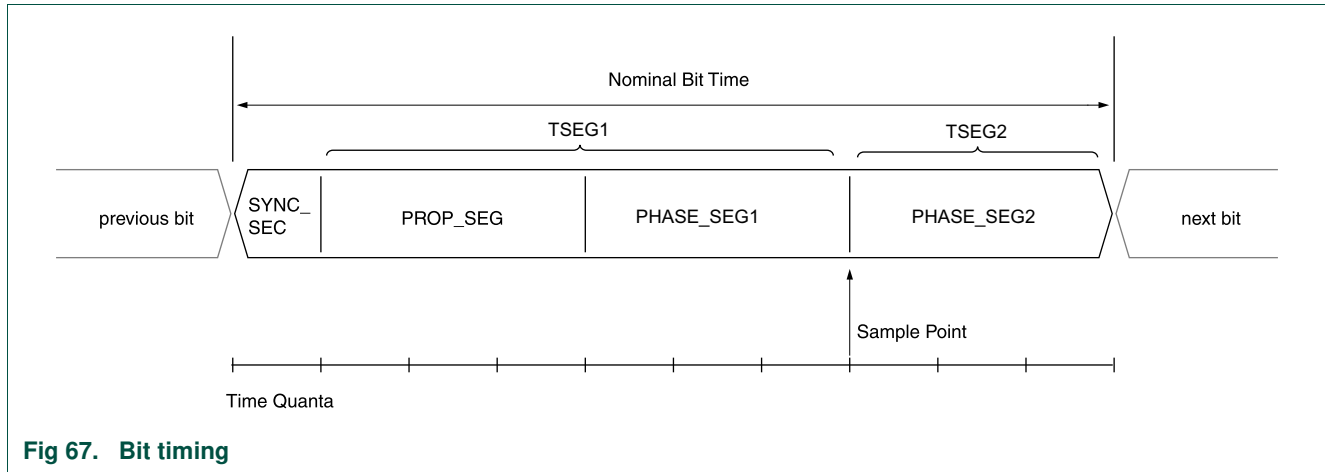 Nominal Bit Time
TSEG1
TSEG2
previous bit
SYNC_
SEC
PROP_SEG
PHASE_SEG1
PHASE_SEG2
next bit
Sample Point
Time Quanta
Fig 67. Bit timing